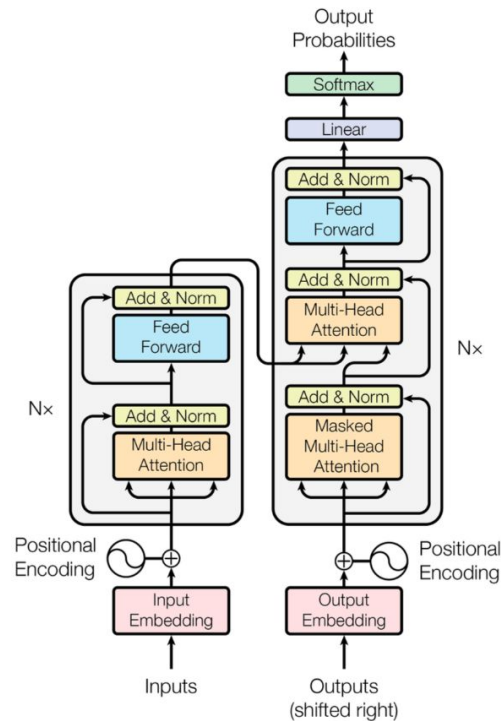 Output
Probabilities
Softmax
Linear
Add & Norm
Feed
Forward
Add & Norm
Multi-Head
Attention
Add & Norm
Masked
Multi-Head
Attention
Nx
Add & Norm
Feed
Forward
Add & Norm
Multi-Head
Attention
Nx
Positional
Encoding
Positional
Encoding
Input
Embedding
Output
Embedding
Inputs
Outputs
(shifted right)